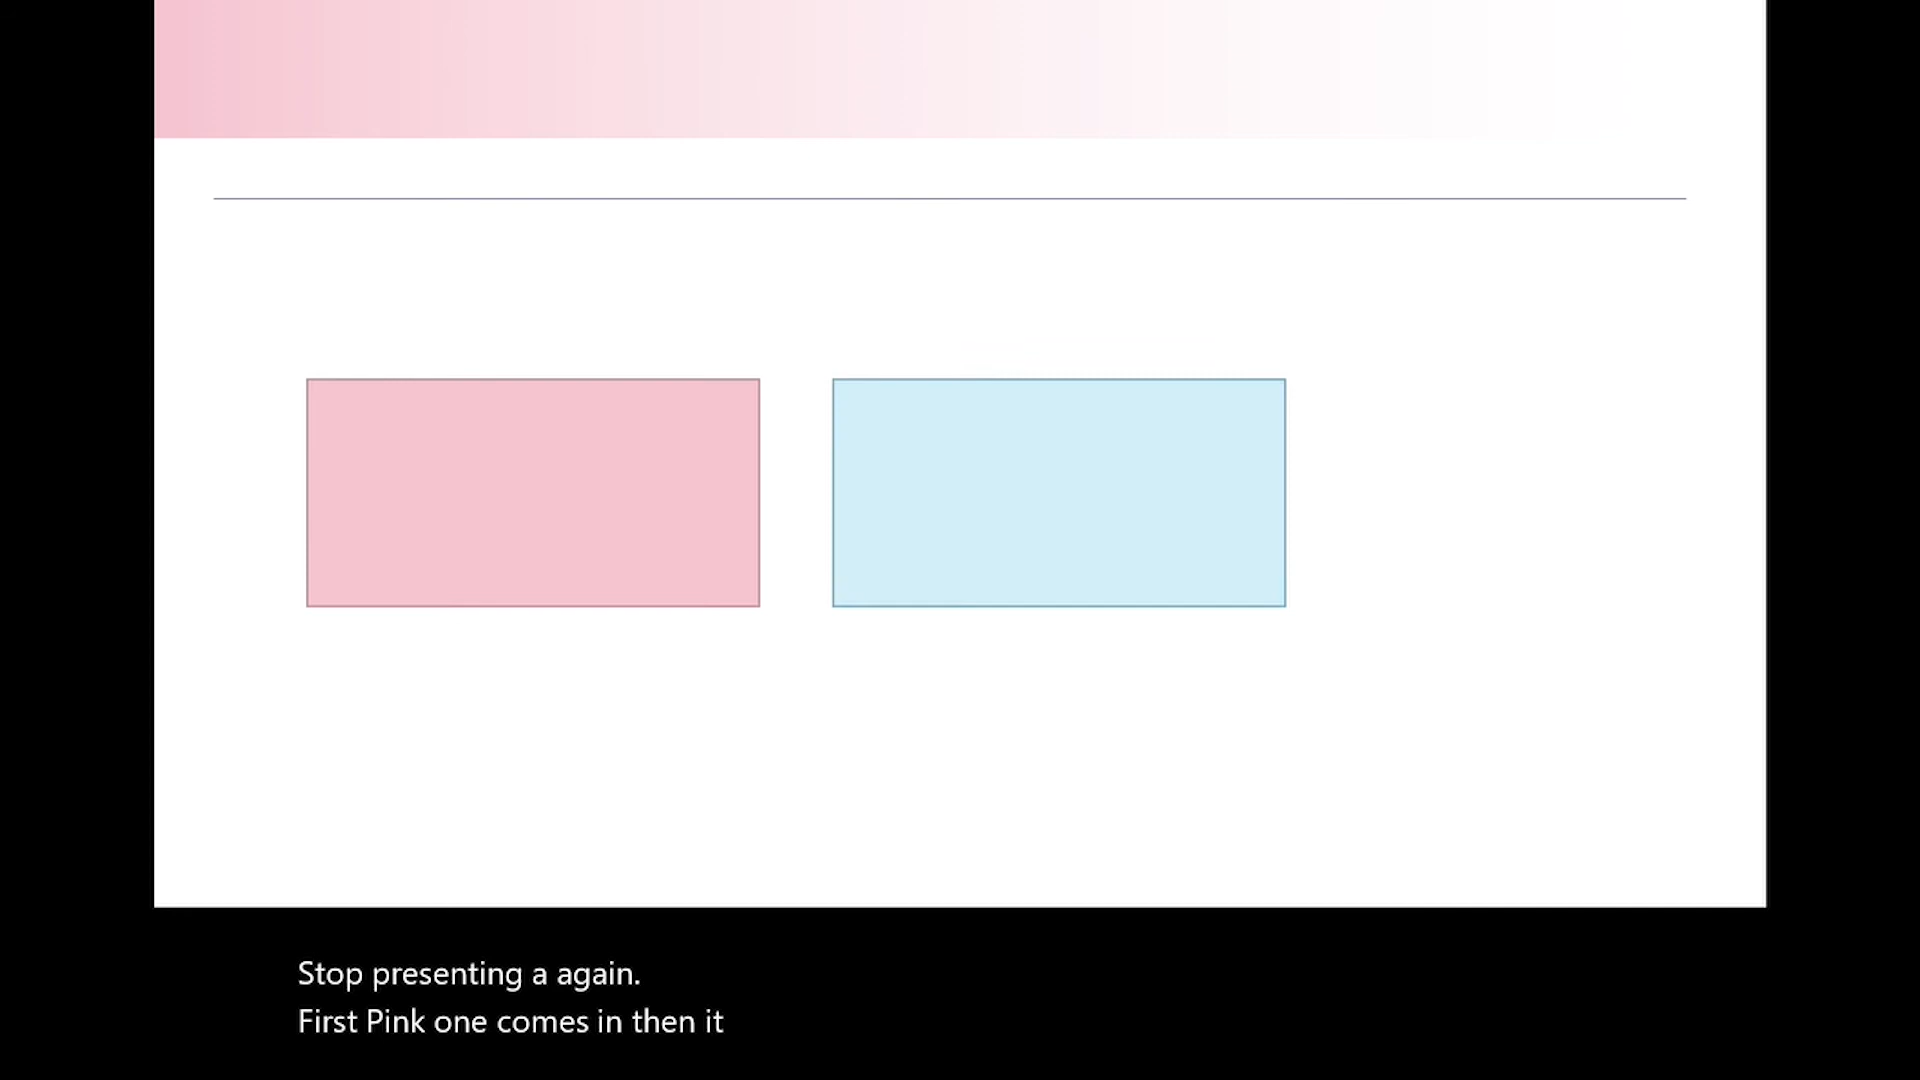 Stop presenting a again.
First Pink one comes in then it